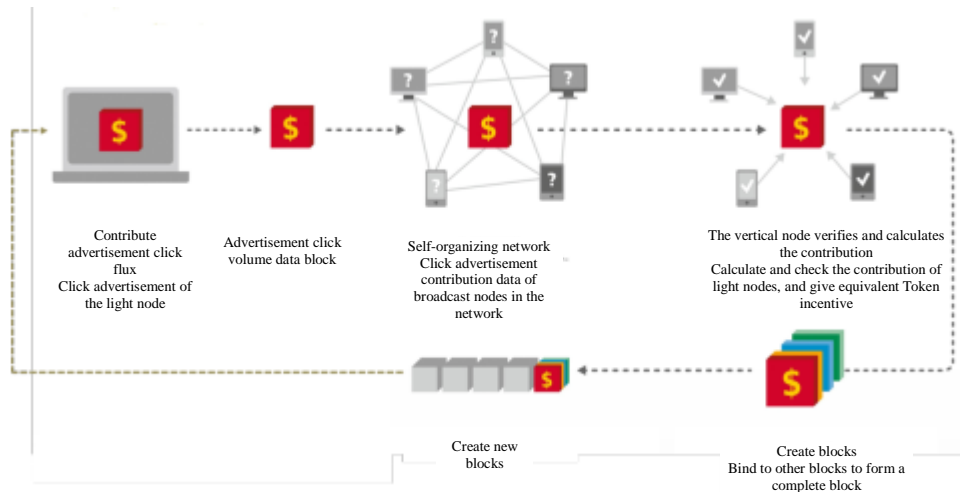 $
$
?
?
?
$
?
?
$
Contribute
advertisement click
flux
Click advertisement of
the light node
Advertisement click
volume data block
Self-organizing network
Click advertisement
contribution data of
broadcast nodes in the
network
The vertical node verifies and calculates
the contribution
Calculate and check the contribution of
light nodes, and give equivalent Token
incentive
$
$
Create new
blocks
Create blocks
Bind to other blocks to form a
complete block